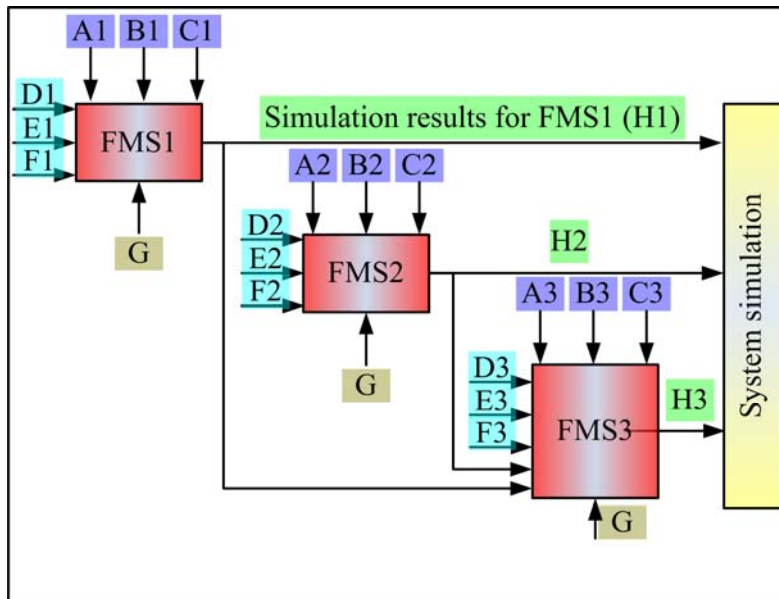 A1 B1 C1
D1
E1
F1
FMS1
Simulation results for FMS1 (H1)
G
A2 B2 C2
D2
E2
F2
FMS2
H2
G
A3 B3 C3
D3
E3
F3
FMS3
H3
G
System simulation